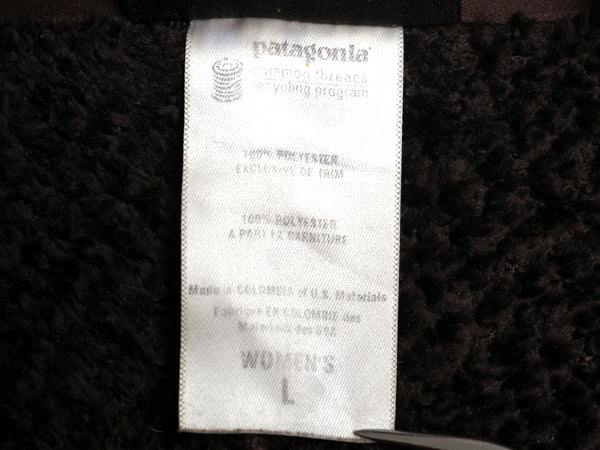 patagonia
common threads
recycling program
100% POLYESTER
EXCLUSIVE OF TRIM
100% POLYESTER
A PART LA GARNITURE
Made in COLOMBIA of U.S. Materials
Fabriqué EN COLOMBIE des
Materiaux des USA
WOMEN'S
L